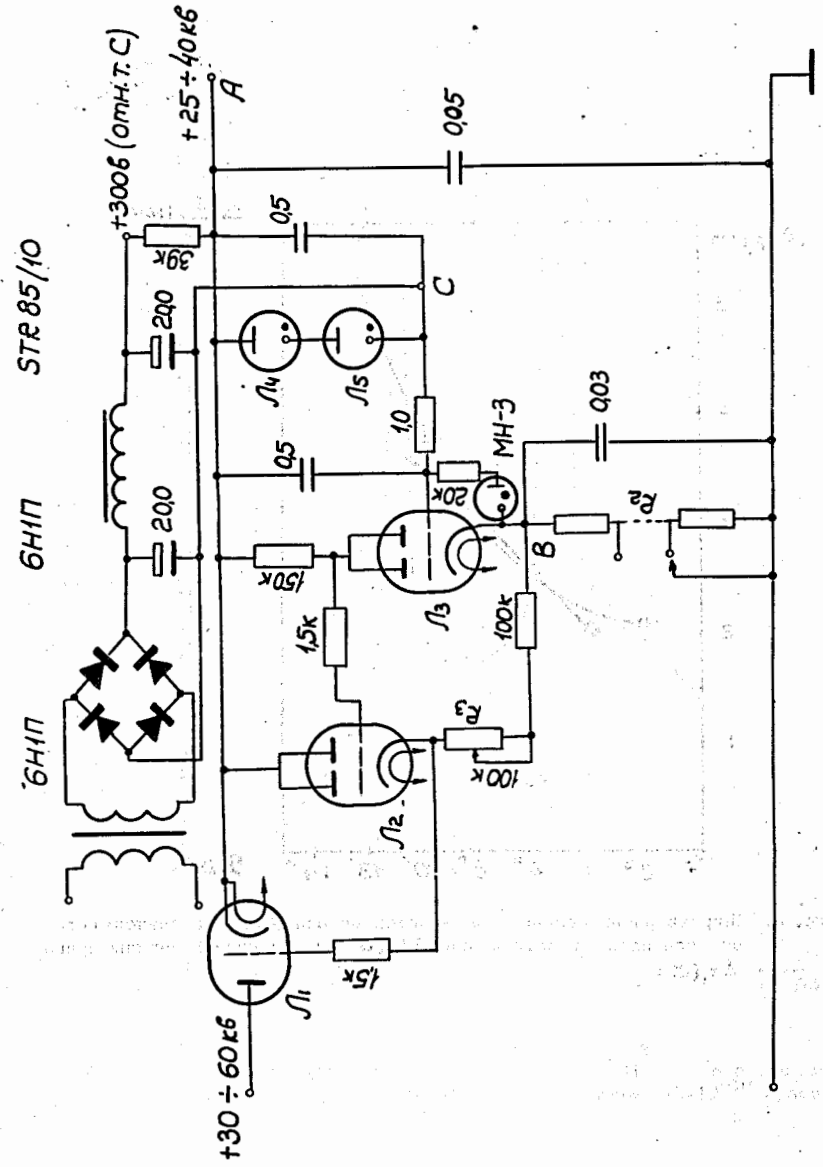 6Н1П
6Н1П
STR 85/10
+300в (отн.т.С)
20,0
20,0
39к
+25÷40кв
А
+30÷60кв
Л1
150к
0,5
0,5
Л4
Л5
1,5к
1,5к
Л2
Л3
1,0
С
20к
МН-3
0,05
R3
100к
100к
В
R2
0,03